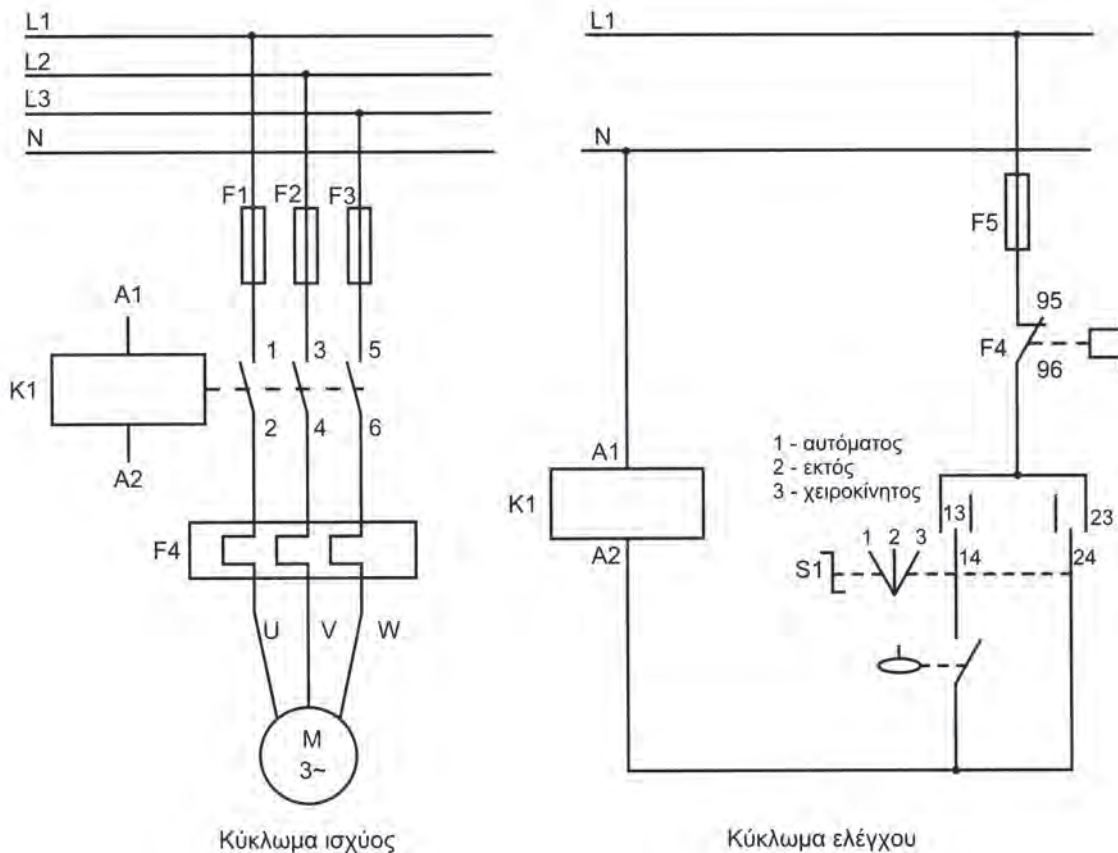 L1
L2
L3
N
F1
F2
F3
A1
K1
A2
1
3
5
2
4
6
F4
U
V
W
M
3~
Κύκλωμα ισχύος
L1
N
F5
95
F4
96
A1
K1
A2
1 - αυτόματος
2 - εκτός
3 - χειροκίνητος
13
23
1
2
3
14
24
S1
Κύκλωμα ελέγχου